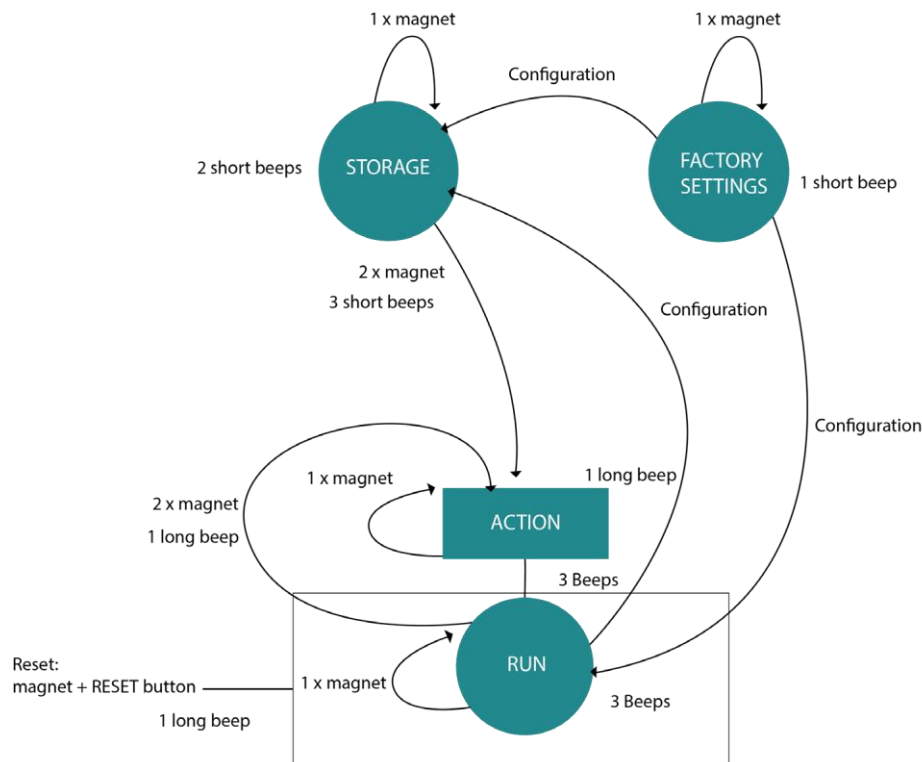 1 x magnet
1 x magnet
Configuration
STORAGE
FACTORY
SETTINGS
2 short beeps
1 short beep
2 x magnet
3 short beeps
Configuration
Configuration
1 x magnet
1 long beep
2 x magnet
1 long beep
ACTION
3 Beeps
Reset:
magnet + RESET button
1 long beep
1 x magnet
RUN
3 Beeps